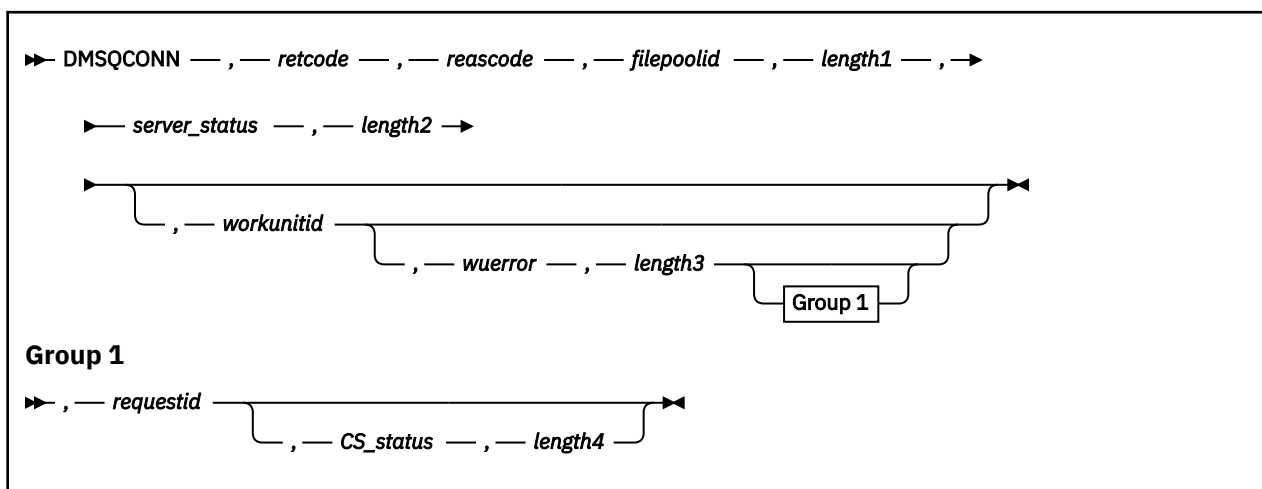 DMSQCONN , retcode , reascode , filepoolid , length1 ,
server_status , length2
, workunitid
, wuerror , length3
Group 1
Group 1
, requestid
, CS_status , length4